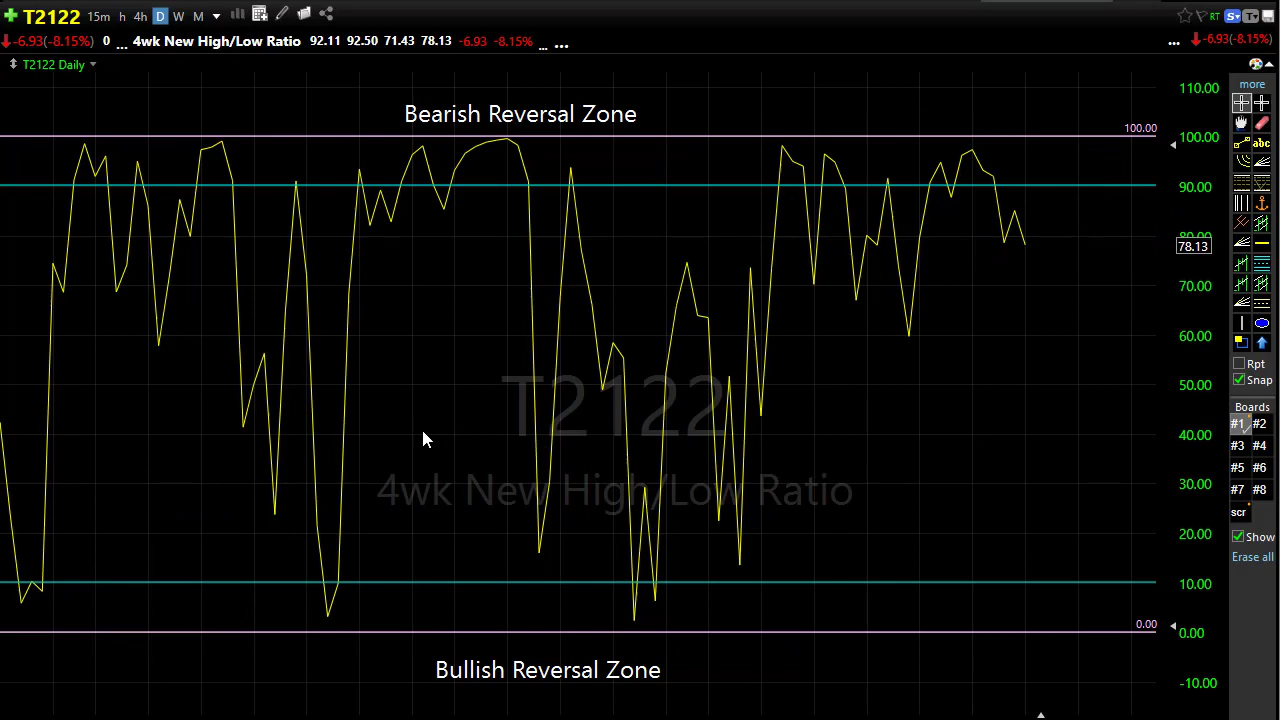 T2122 15m h 4h D W M RT S T
-6.93(-8.15%) 0 ... 4wk New High/Low Ratio 92.11 92.50 71.43 78.13 -6.93 -8.15% ... ... ... -6.93(-8.15%)
T2122 Daily
more
110.00
Bearish Reversal Zone
100.00
100.00
abc
90.00
80.00
78.13
70.00
60.00
Rpt
Snap
50.00
T2122
Boards
#1 #2
40.00
#3 #4
#5 #6
4wk New High/Low Ratio
30.00
#7 #8
scr
20.00
Show
Erase all
10.00
0.00
0.00
Bullish Reversal Zone
-10.00